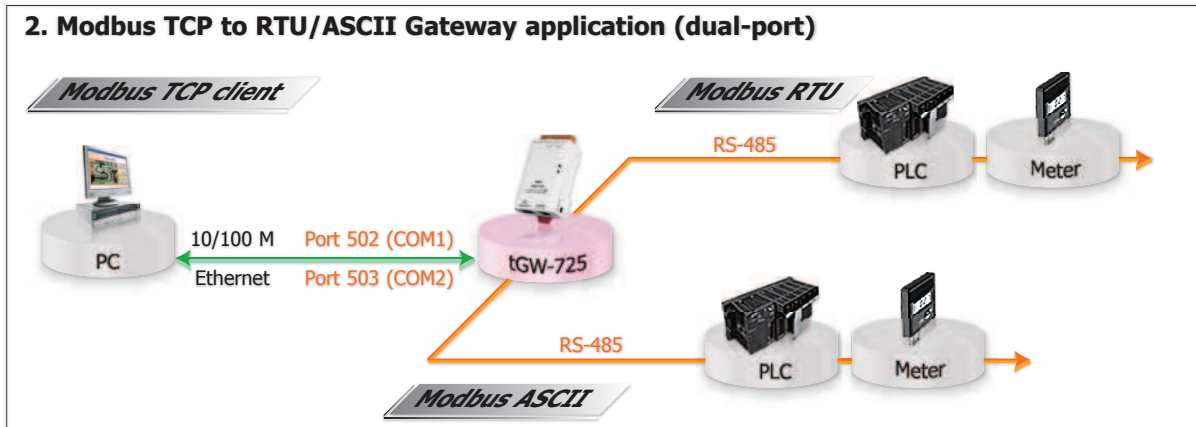 2. Modbus TCP to RTU/ASCII Gateway application (dual-port)
Modbus TCP client
Modbus RTU
RS-485
PLC
Meter
10/100 M
Port 502 (COM1)
PC
tGW-725
Ethernet
Port 503 (COM2)
RS-485
PLC
Meter
Modbus ASCII